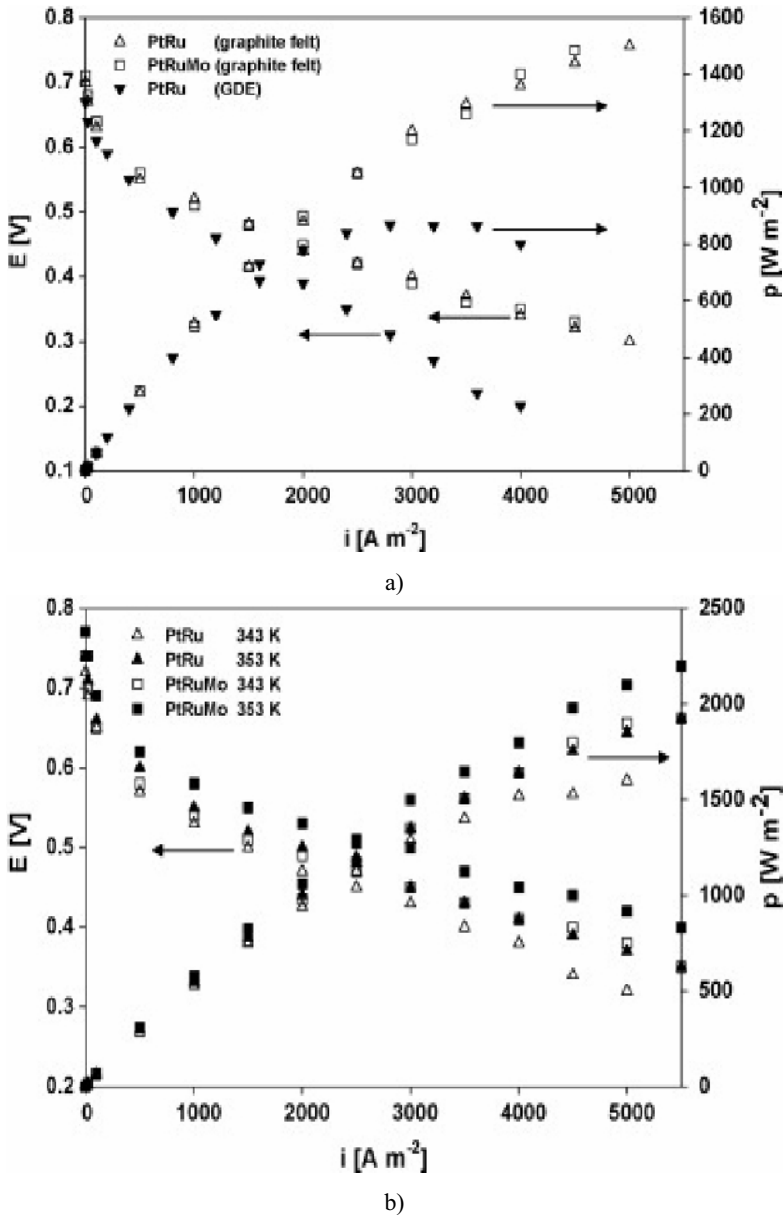 0.8
0.7
0.6
0.5
0.4
0.3
0.2
0.1
E [V]
△ PtRu (graphite felt)
□ PtRuMo (graphite felt)
▼ PtRu (GDE)
1600
1400
1200
1000
800
600
400
200
0
p [W m⁻²]
0 1000 2000 3000 4000 5000
i [A m⁻²]
a)
0.8
0.7
0.6
0.5
0.4
0.3
0.2
E [V]
△ PtRu 343 K
▲ PtRu 353 K
□ PtRuMo 343 K
■ PtRuMo 353 K
2500
2000
1500
1000
500
0
p [W m⁻²]
0 1000 2000 3000 4000 5000
i [A m⁻²]
b)